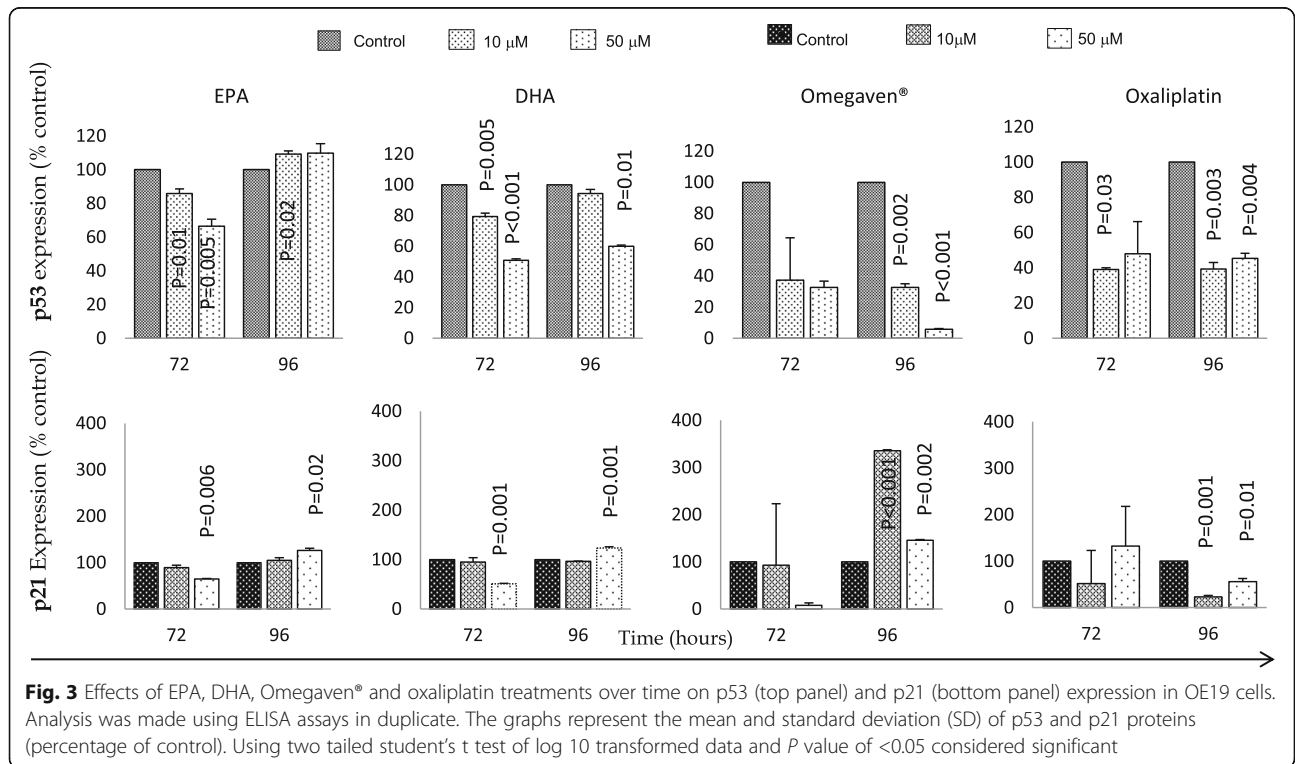 Control 10 μM 50 μM Control 10μM 50 μM
EPA DHA Omegaven® Oxaliplatin
p53 expression (% control)
120
100
80
60
40
20
0
P=0.01
P=0.005
P=0.02
72 96
120
100
80
60
40
20
0
P=0.005
P<0.001
P=0.01
72 96
120
100
80
60
40
20
0
P=0.002
P<0.001
72 96
120
100
80
60
40
20
0
P=0.03
P=0.003
P=0.004
72 96
p21 Expression (% control)
400
300
200
100
0
P=0.006
P=0.02
72 96
400
300
200
100
0
P=0.001
P=0.001
72 96
400
300
200
100
0
P<0.001
P=0.002
72 96
400
300
200
100
0
P=0.001
P=0.01
72 96
Time (hours)
Fig. 3 Effects of EPA, DHA, Omegaven® and oxaliplatin treatments over time on p53 (top panel) and p21 (bottom panel) expression in OE19 cells.
Analysis was made using ELISA assays in duplicate. The graphs represent the mean and standard deviation (SD) of p53 and p21 proteins
(percentage of control). Using two tailed student's t test of log 10 transformed data and P value of <0.05 considered significant